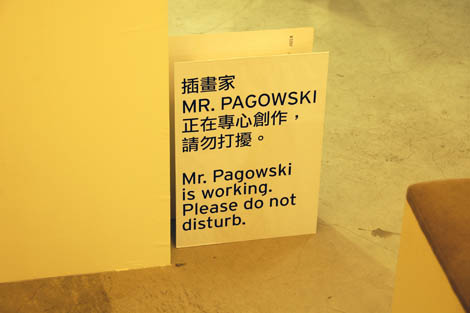 插畫家
MR. PAGOWSKI
正在專心創作，
請勿打擾。
Mr. Pagowski
is working.
Please do not
disturb.